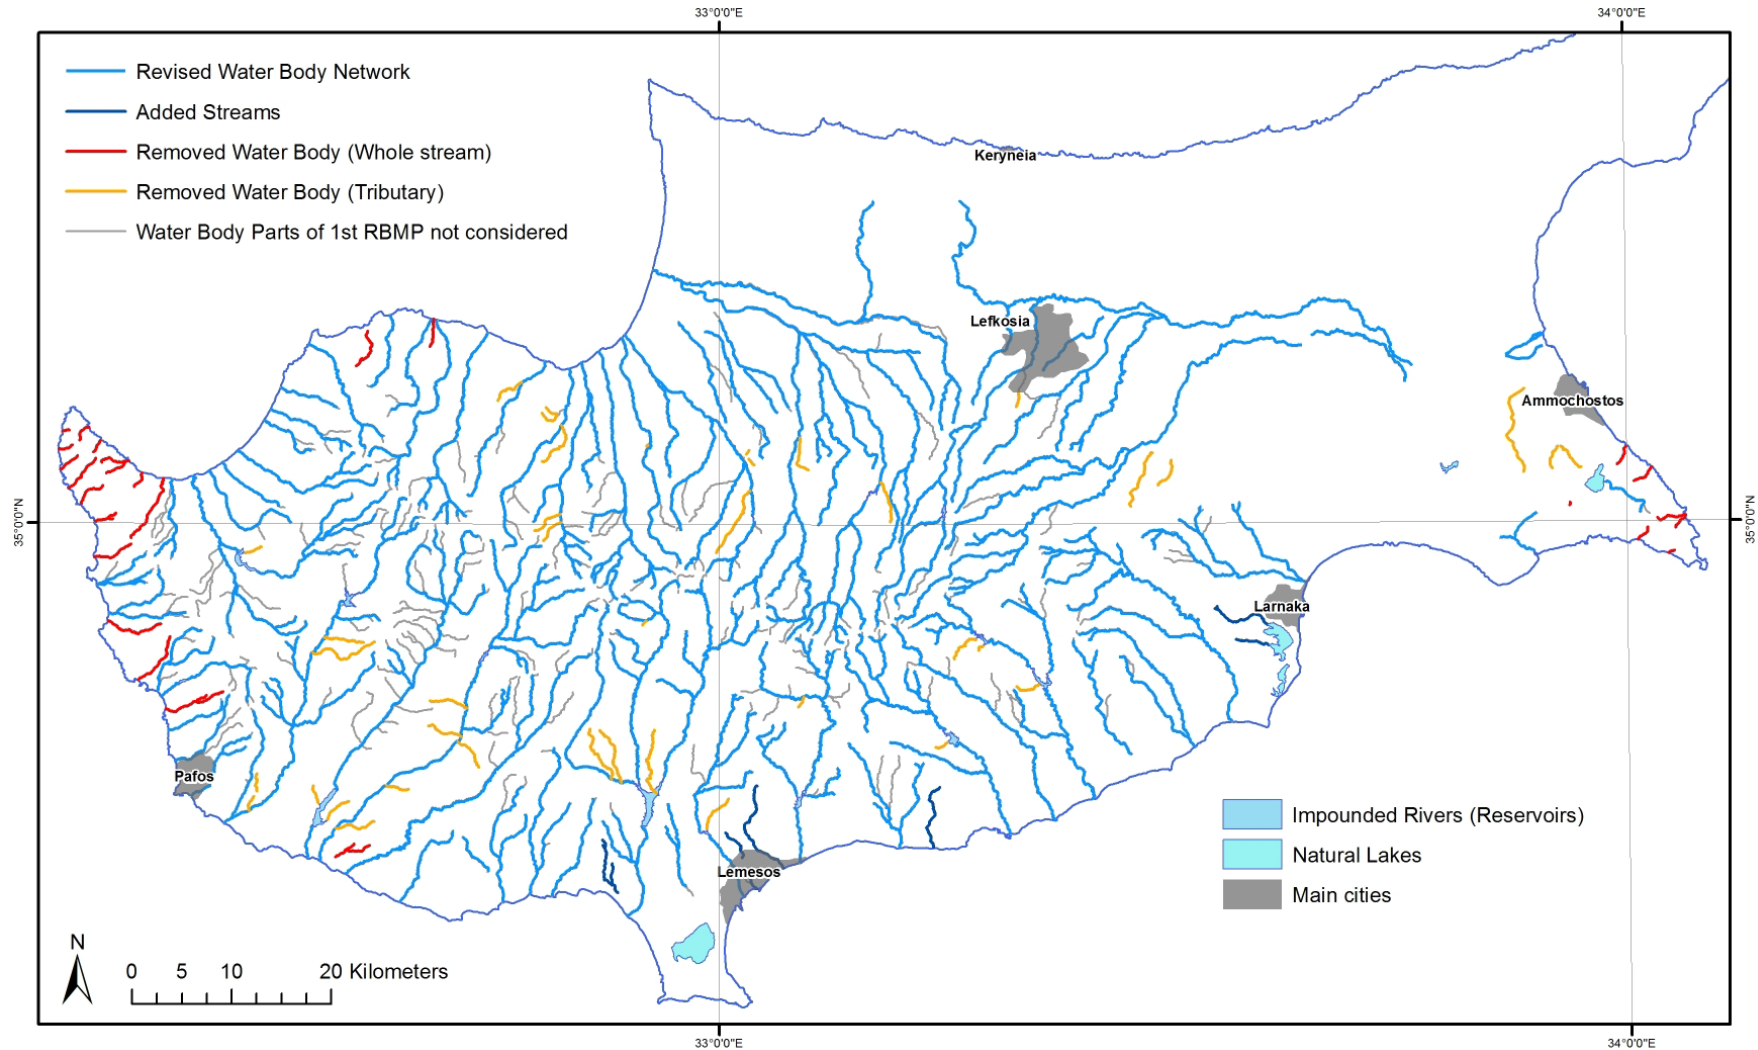 33°0'0"E
34°0'0"E
Revised Water Body Network
Added Streams
Removed Water Body (Whole stream)
Removed Water Body (Tributary)
Water Body Parts of 1st RBMP not considered
Keryneia
Lefkosia
Ammochostos
35°0'0"N
35°0'0"N
Larnaka
Pafos
Lemesos
Impounded Rivers (Reservoirs)
Natural Lakes
Main cities
N
0 5 10 20 Kilometers
33°0'0"E
34°0'0"E